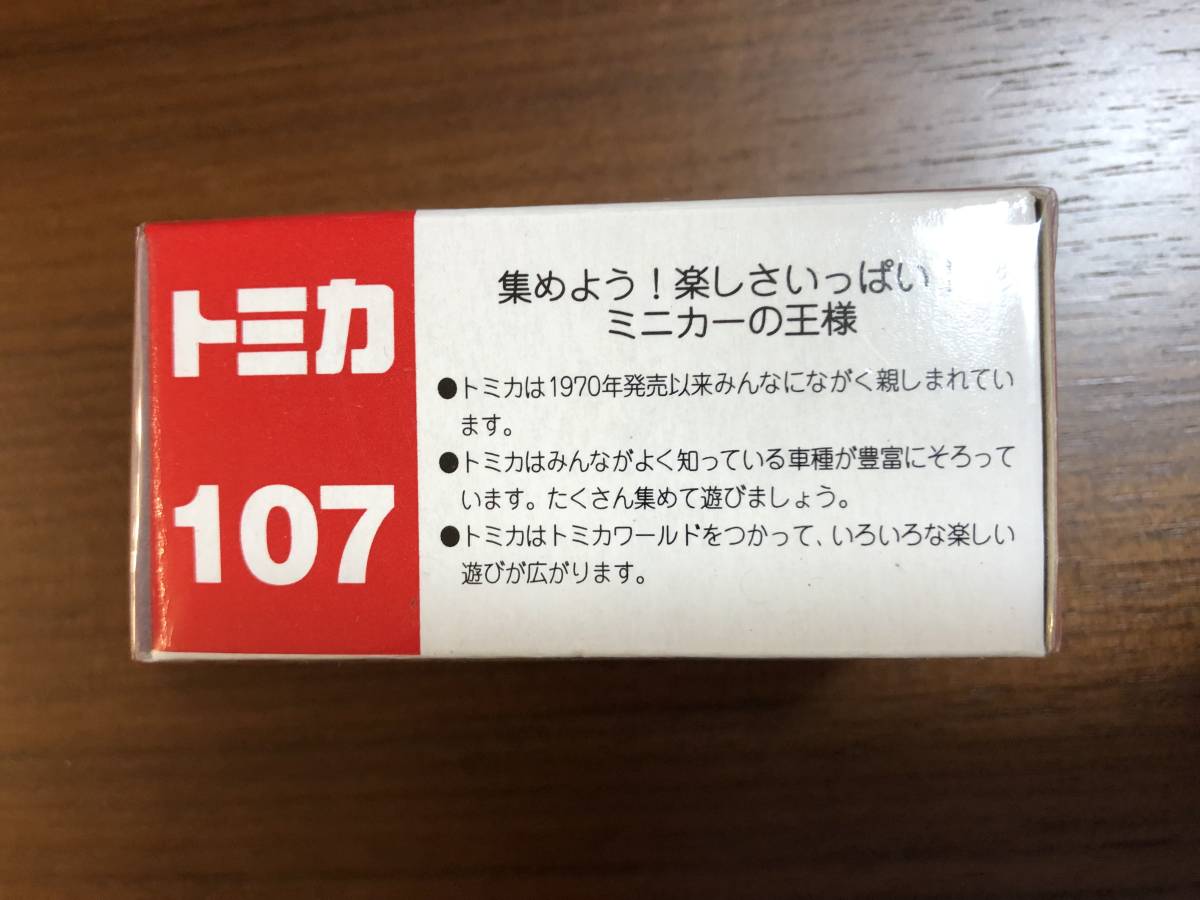 トミカ
107
集めよう！楽しさいっぱい！
ミニカーの王様
●トミカは1970年発売以来みんなにながく親しまれてい
ます。
●トミカはみんながよく知っている車種が豊富にそろって
います。たくさん集めて遊びましょう。
●トミカはトミカワールドをつかって、いろいろな楽しい
遊びが広がります。